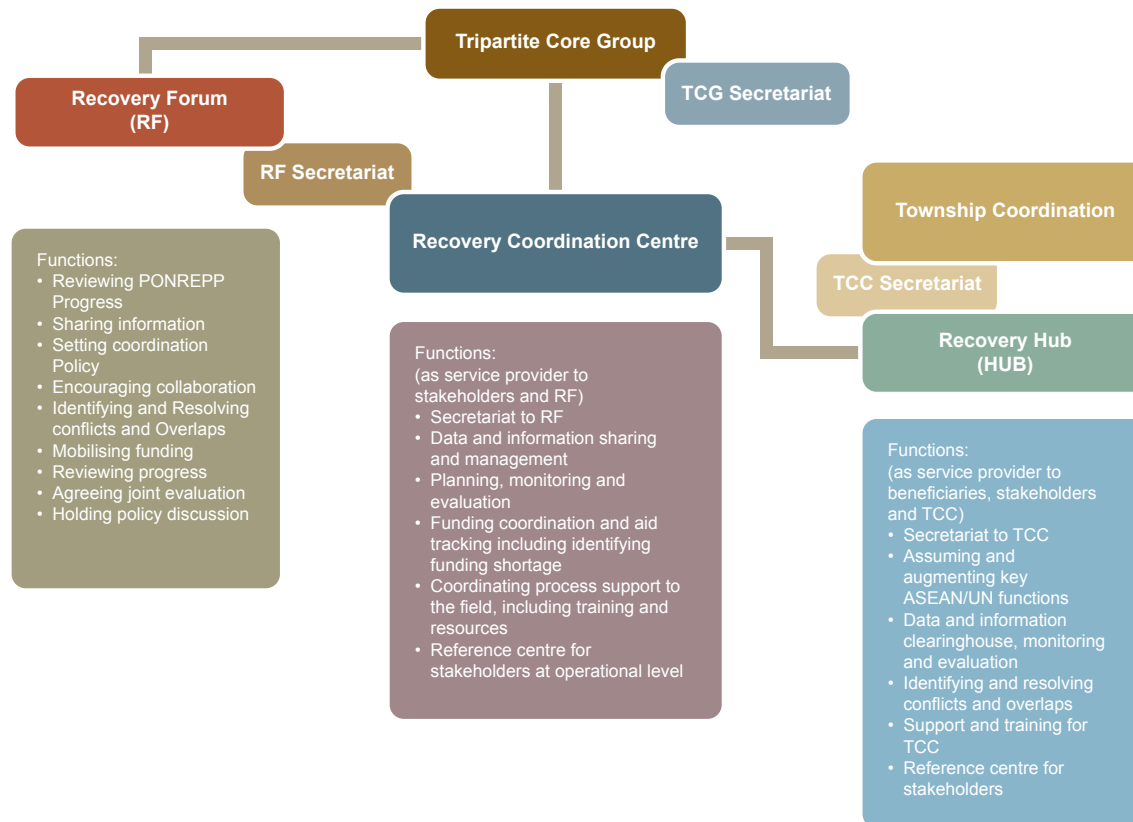 Tripartite Core Group
TCG Secretariat
Recovery Forum
(RF)
RF Secretariat
Recovery Coordination Centre
Township Coordination
TCC Secretariat
Recovery Hub
(HUB)
Functions:
• Reviewing PONREPP
Progress
• Sharing information
• Setting coordination
Policy
• Encouraging collaboration
• Identifying and Resolving
conflicts and Overlaps
• Mobilising funding
• Reviewing progress
• Agreeing joint evaluation
• Holding policy discussion
Functions:
(as service provider to
stakeholders and RF)
• Secretariat to RF
• Data and information sharing
and management
• Planning, monitoring and
evaluation
• Funding coordination and aid
tracking including identifying
funding shortage
• Coordinating process support to
the field, including training and
resources
• Reference centre for
stakeholders at operational level
Functions:
(as service provider to
beneficiaries, stakeholders
and TCC)
• Secretariat to TCC
• Assuming and
augmenting key
ASEAN/UN functions
• Data and information
clearinghouse, monitoring
and evaluation
• Identifying and resolving
conflicts and overlaps
• Support and training for
TCC
• Reference centre for
stakeholders